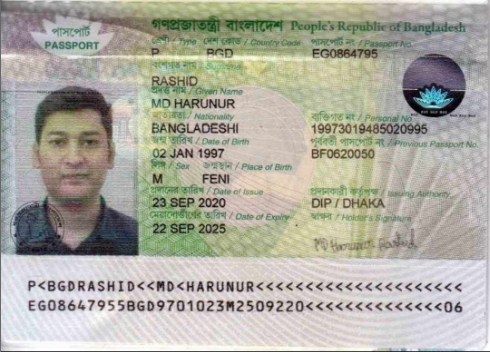 পাসপোর্ট
PASSPORT
গণপ্রজাতন্ত্রী বাংলাদেশ People's Republic of Bangladesh
শ্রেণী / Type দেশ কোড / Country Code পাসপোর্ট নং / Passport No.
P BGD EG0864795
RASHID
প্রদত্ত নাম / Given Name
MD HARUNUR
জাতীয়তা / Nationality ব্যক্তিগত নং / Personal No
BANGLADESHI 19973019485020995
জন্ম তারিখ / Date of Birth পূর্ববর্তী পাসপোর্ট নং / Previous Passport No.
02 JAN 1997 BF0620050
লিঙ্গ / Sex জন্মস্থান / Place of Birth
M FENI
প্রদানের তারিখ / Date of Issue প্রদানকারী কর্তৃপক্ষ / Issuing Authority
23 SEP 2020 DIP / DHAKA
মেয়াদোত্তীর্ণের তারিখ / Date of Expiry স্বাক্ষর / Holder's Signature
22 SEP 2025 MD Harunur Rashid
P<BGDRASHID<<MD<HARUNUR<<<<<<<<<<<<<<<<<<<<<
EG08647955BGD9701023M2509220<<<<<<<<<<<<<<06